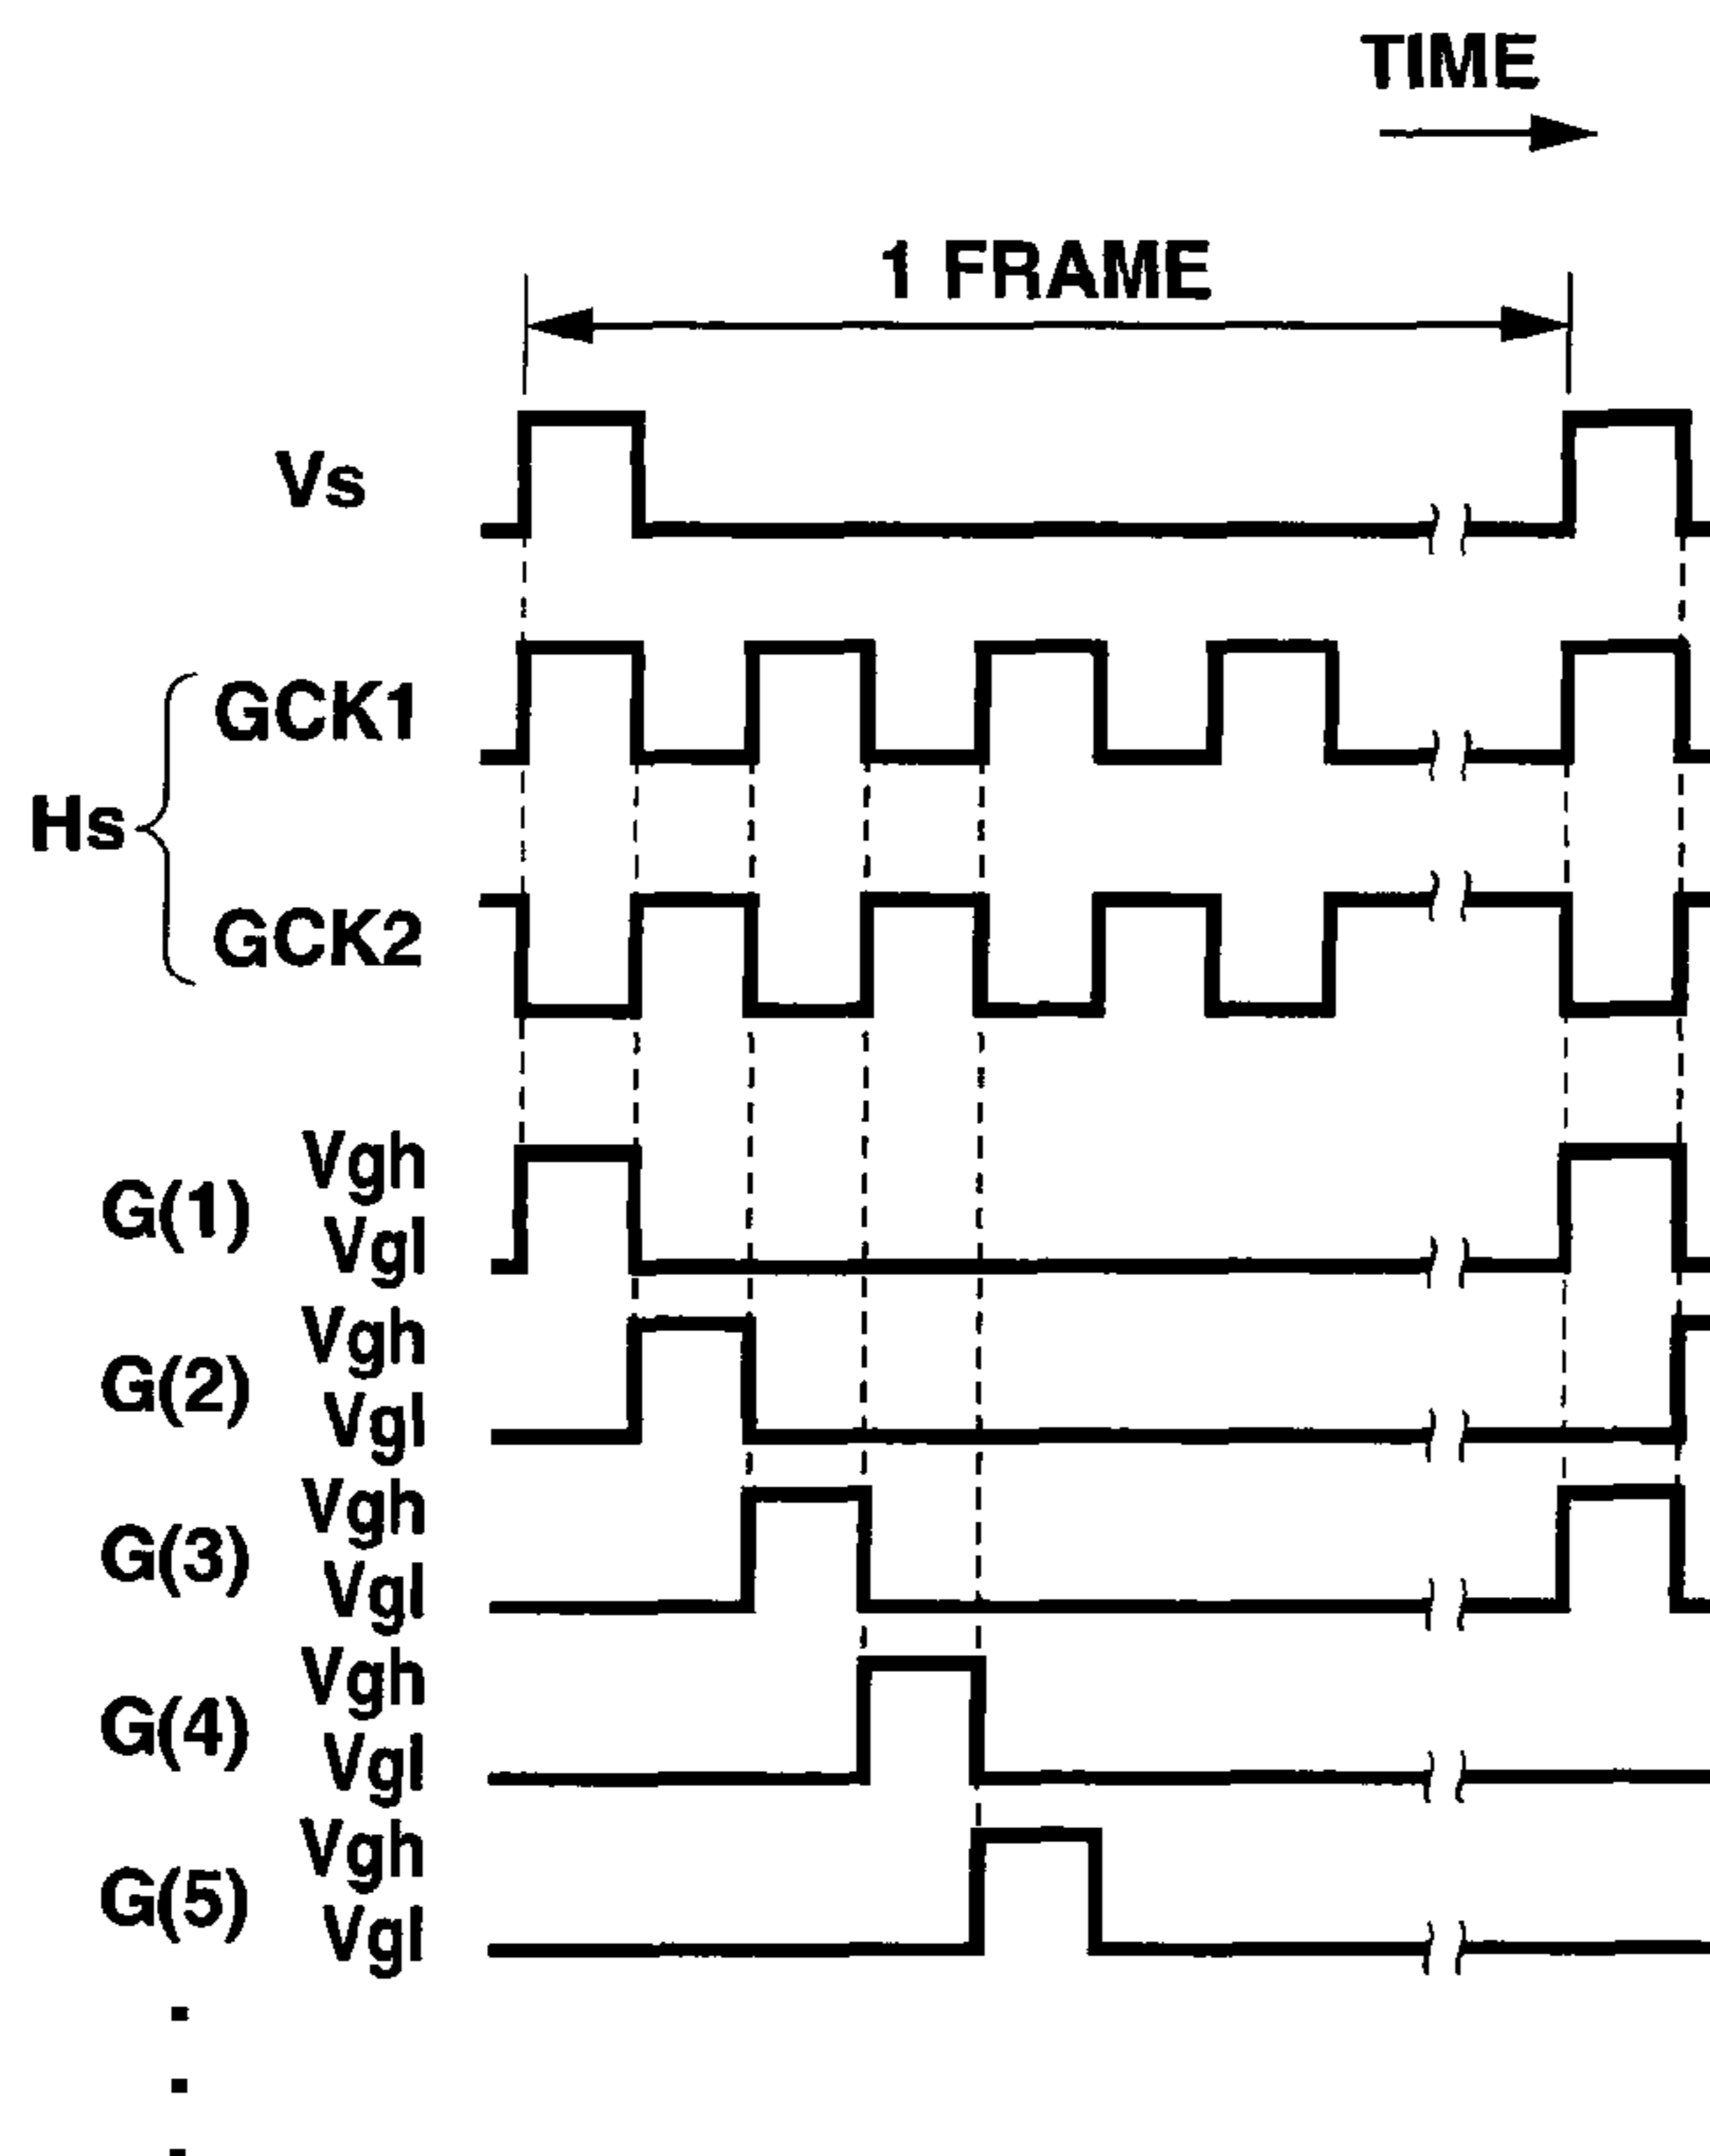 TIME
1 FRAME
Vs
GCK1
Hs
GCK2
Vgh
G(1)
Vgl
Vgh
G(2)
Vgl
Vgh
G(3)
Vgl
Vgh
G(4)
Vgl
Vgh
G(5)
Vgl